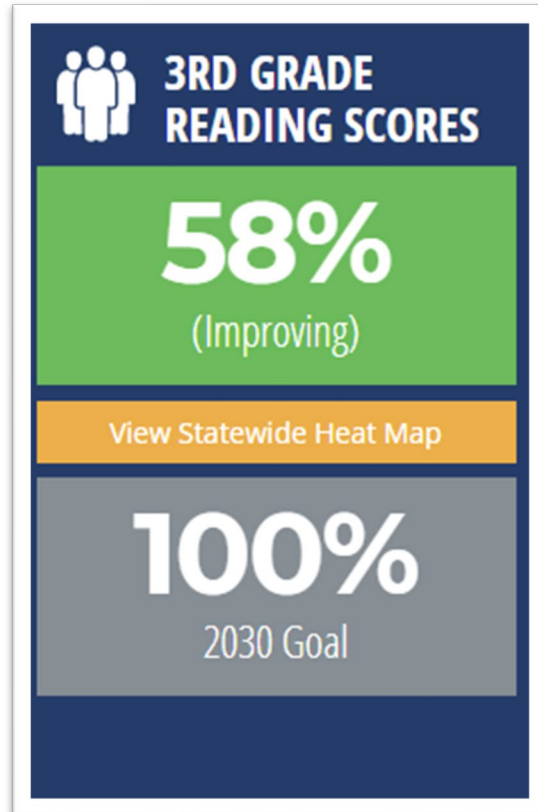 3RD GRADE
READING SCORES
58%
(Improving)
View Statewide Heat Map
100%
2030 Goal